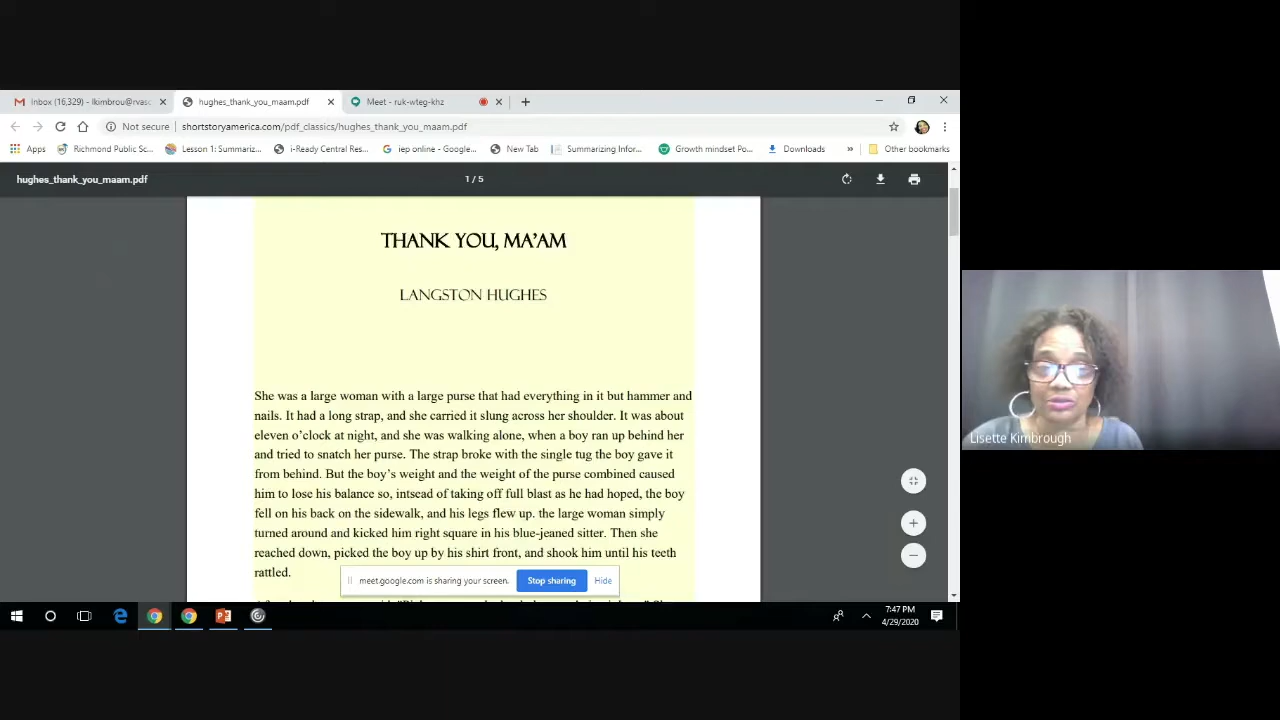 Inbox (16,329) - lkimbrou@rvasc
hughes_thank_you_maam.pdf
Meet - ruk-wteg-khz
Not secure
shortstoryamerica.com/pdf_classics/hughes_thank_you_maam.pdf
Apps
Richmond Public Sc...
Lesson 1: Summariz...
i-Ready Central Res...
iep online - Google...
New Tab
Summarizing Infor...
Growth mindset Po...
Downloads
»
Other bookmarks
hughes_thank_you_maam.pdf
1 / 5
THANK YOU, MA'AM
LANGSTON HUGHES
She was a large woman with a large purse that had everything in it but hammer and
nails. It had a long strap, and she carried it slung across her shoulder. It was about
eleven o’clock at night, and she was walking alone, when a boy ran up behind her
and tried to snatch her purse. The strap broke with the single tug the boy gave it
from behind. But the boy’s weight and the weight of the purse combined caused
him to lose his balance so, intsead of taking off full blast as he had hoped, the boy
fell on his back on the sidewalk, and his legs flew up. the large woman simply
turned around and kicked him right square in his blue-jeaned sitter. Then she
reached down, picked the boy up by his shirt front, and shook him until his teeth
rattled.
meet.google.com is sharing your screen.
Stop sharing
Hide
Lisette Kimbrough
7:47 PM
4/29/2020